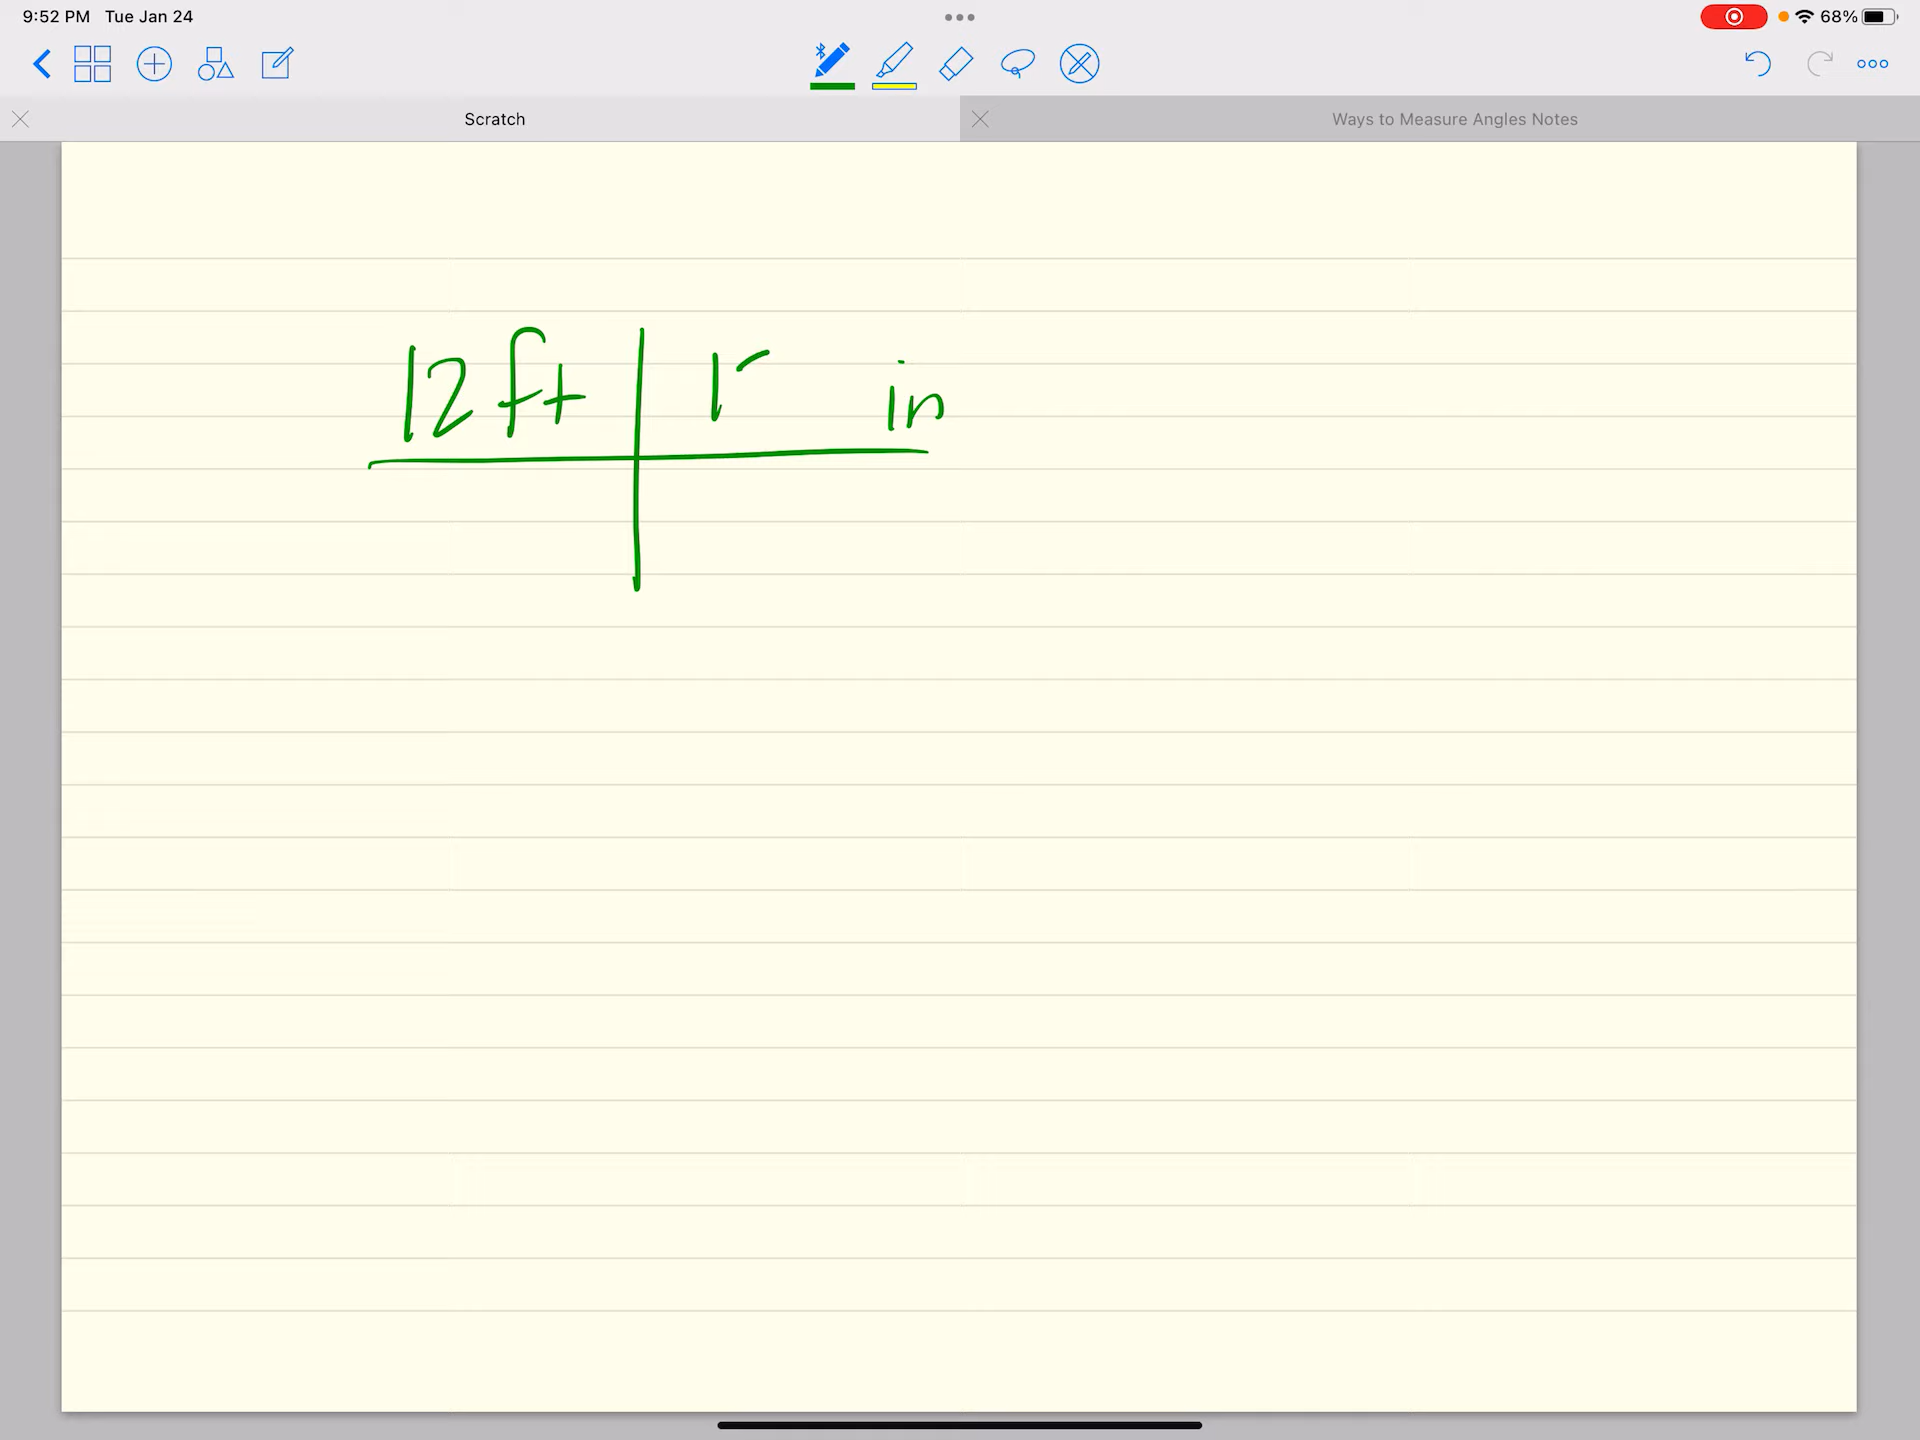 9:52 PM Tue Jan 24
68%
Scratch
Ways to Measure Angles Notes
12 ft 1 in